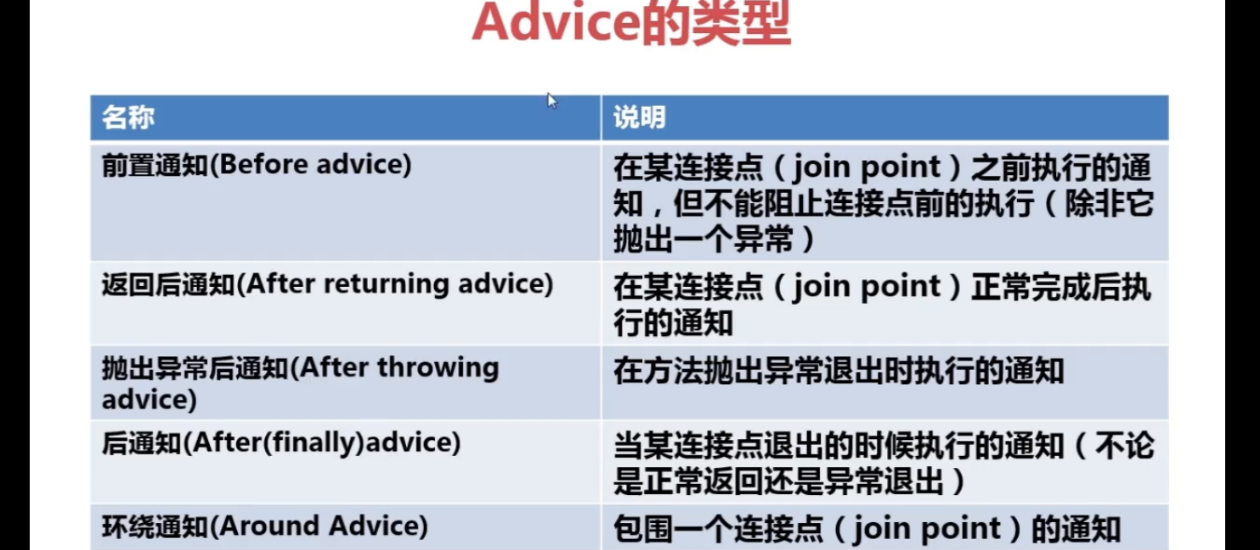 Advice的类型
名称
说明
前置通知(Before advice)
在某连接点（join point）之前执行的通
知，但不能阻止连接点前的执行（除非它
抛出一个异常）
返回后通知(After returning advice)
在某连接点（join point）正常完成后执
行的通知
抛出异常后通知(After throwing
advice)
在方法抛出异常退出时执行的通知
后通知(After(finally)advice)
当某连接点退出的时候执行的通知（不论
是正常返回还是异常退出）
环绕通知(Around Advice)
包围一个连接点（join point）的通知